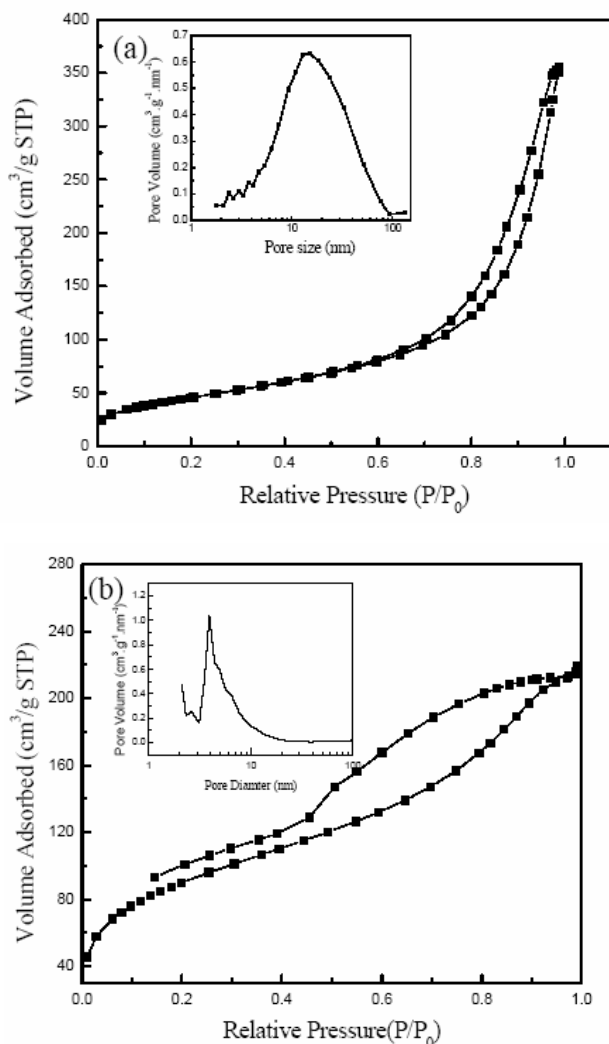 (a)
Volume Adsorbed (cm³/g STP)
400
350
300
250
200
150
100
50
0
0.0 0.2 0.4 0.6 0.8 1.0
Relative Pressure (P/P₀)
Pore Volume (cm³.g⁻¹.nm⁻¹)
0.7
0.6
0.5
0.4
0.3
0.2
0.1
0.0
1 10 100
Pore size (nm)
(b)
Volume Adsorbed (cm³/g STP)
280
240
200
160
120
80
40
0.0 0.2 0.4 0.6 0.8 1.0
Relative Pressure(P/P₀)
Pore Volume (cm³.g⁻¹.nm⁻¹)
1.2
1.0
0.8
0.6
0.4
0.2
0.0
1 10 100
Pore Diamter (nm)